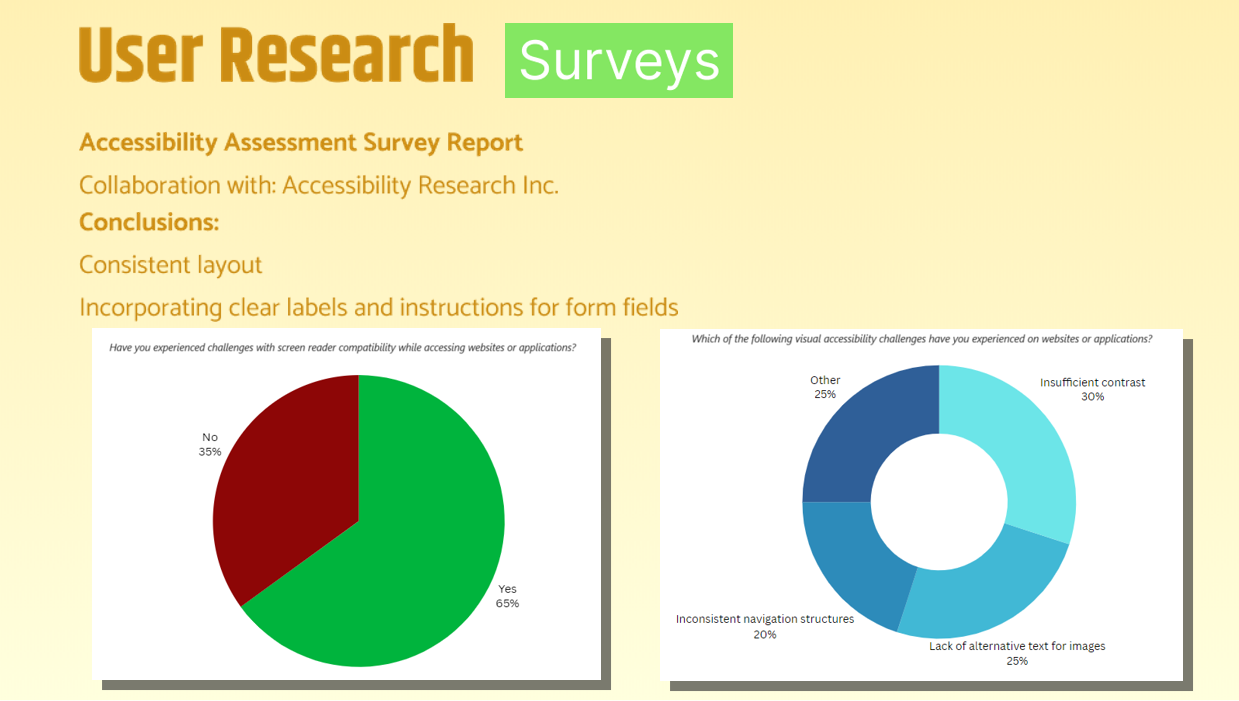 User Research
Surveys
Accessibility Assessment Survey Report
Collaboration with: Accessibility Research Inc.
Conclusions:
Consistent layout
Incorporating clear labels and instructions for form fields
Have you experienced challenges with screen reader compatibility while accessing websites or applications?
No
35%
Yes
65%
Which of the following visual accessibility challenges have you experienced on websites or applications?
Other
25%
Insufficient contrast
30%
Inconsistent navigation structures
20%
Lack of alternative text for images
25%